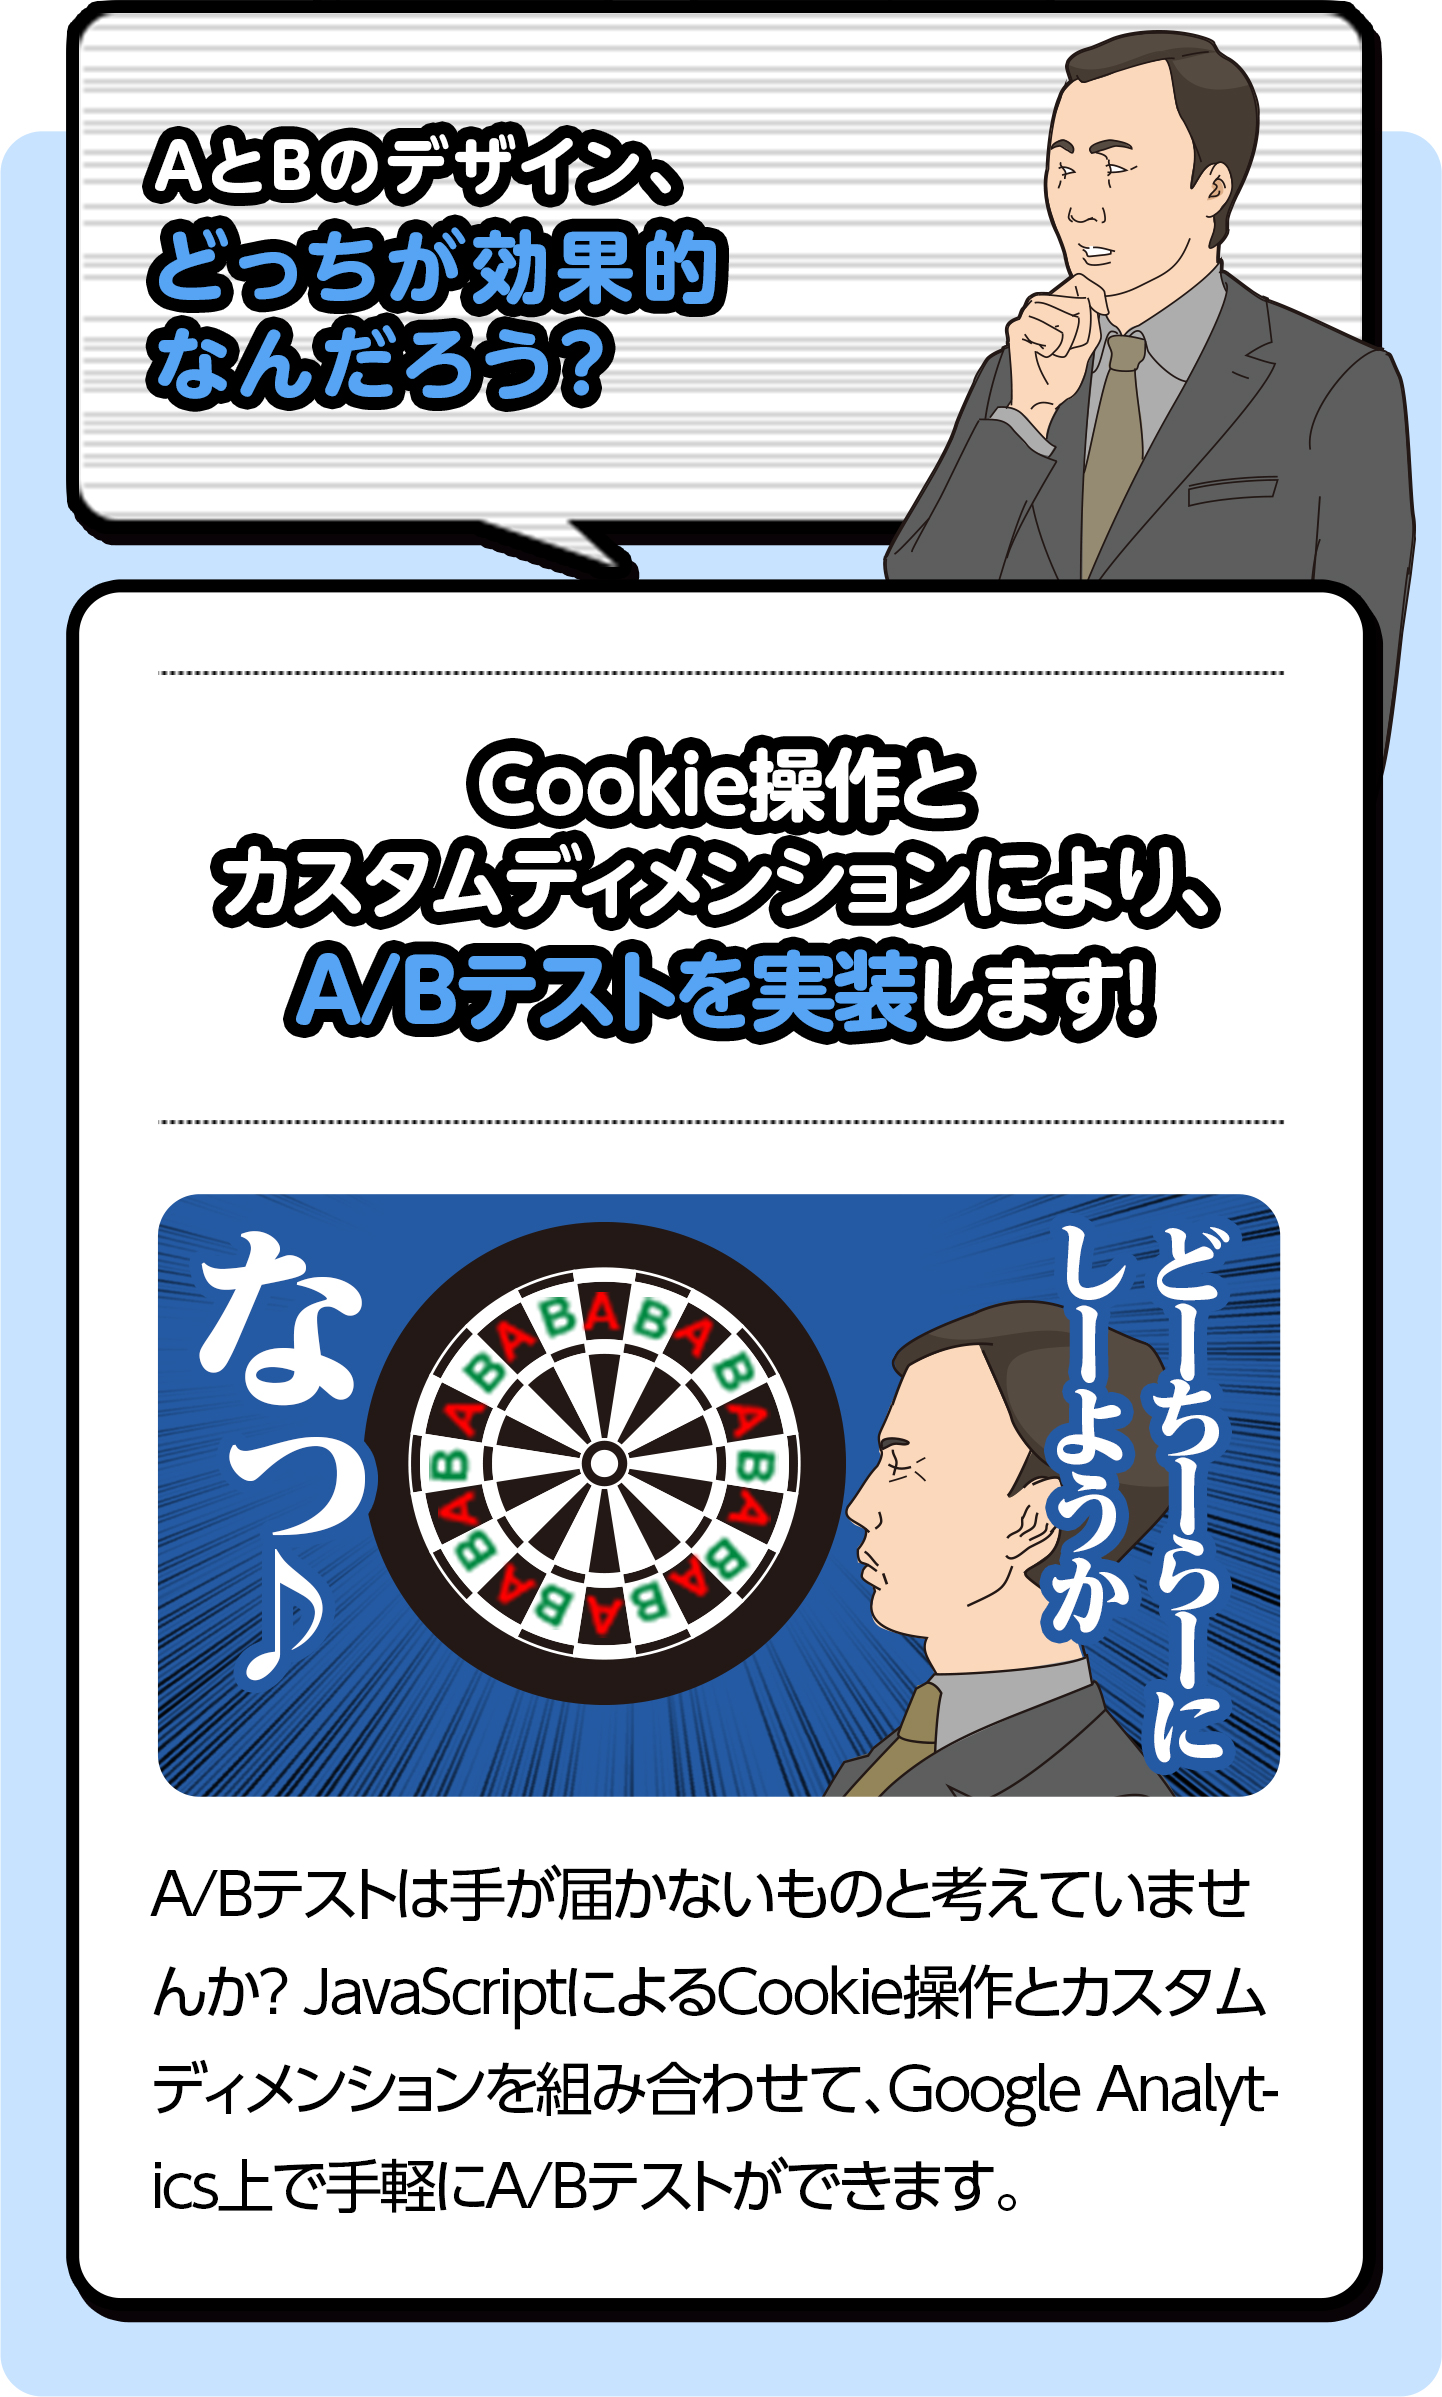 AとBのデザイン、
どっちが効果的
なんだろう?
Cookie操作と
カスタムディメンションにより、
A/Bテストを実装します!
どーちーらーに
しーようか
なっ♪
A
B
A
B
A
B
A
B
A
B
A
B
A
B
A
B
A
B
A
B
A/Bテストは手が届かないものと考えていませ
んか? JavaScriptによるCookie操作とカスタム
ディメンションを組み合わせて、Google Analyt-
ics上で手軽にA/Bテストができます。